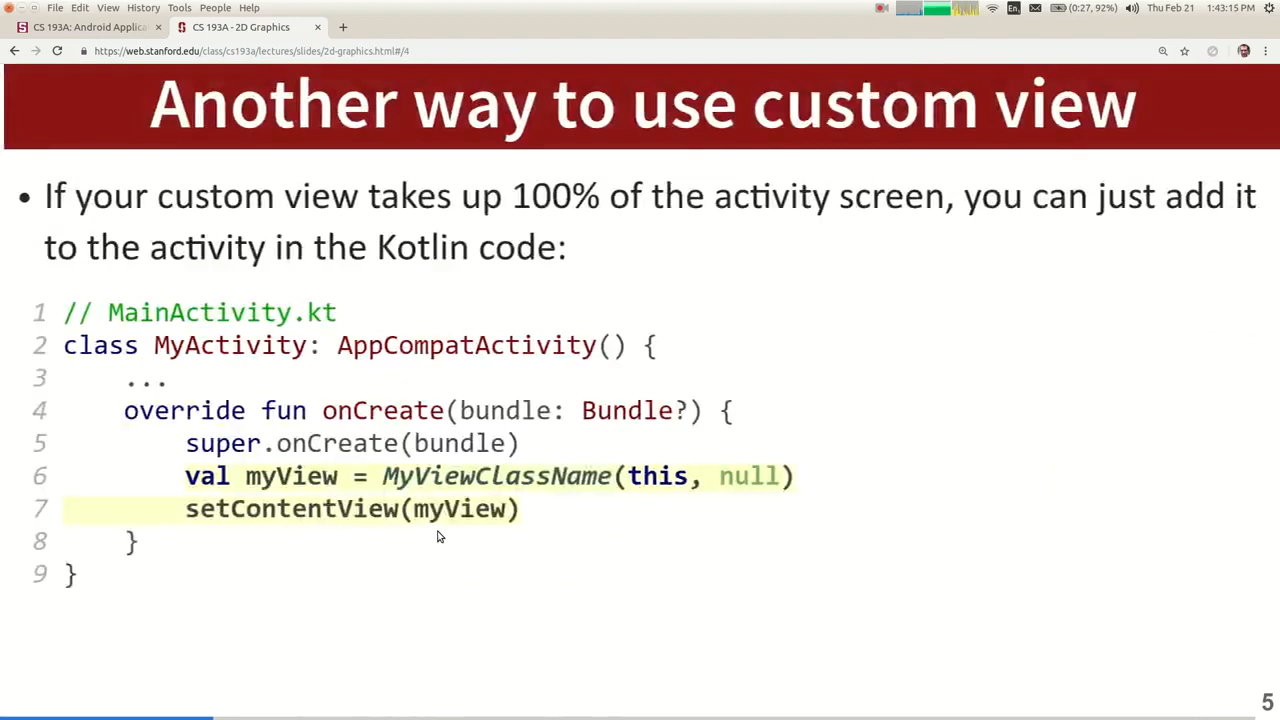 File Edit View History Tools People Help
En (0:27, 92%) Thu Feb 21 1:43:15 PM
CS 193A: Android Applica × CS 193A - 2D Graphics × +
https://web.stanford.edu/class/cs193a/lectures/slides/2d-graphics.html#/4
Another way to use custom view
• If your custom view takes up 100% of the activity screen, you can just add it
to the activity in the Kotlin code:
1 // MainActivity.kt
2 class MyActivity: AppCompatActivity() {
3 ...
4 override fun onCreate(bundle: Bundle?) {
5 super.onCreate(bundle)
6 val myView = MyViewClassName(this, null)
7 setContentView(myView)
8 }
9 }
5